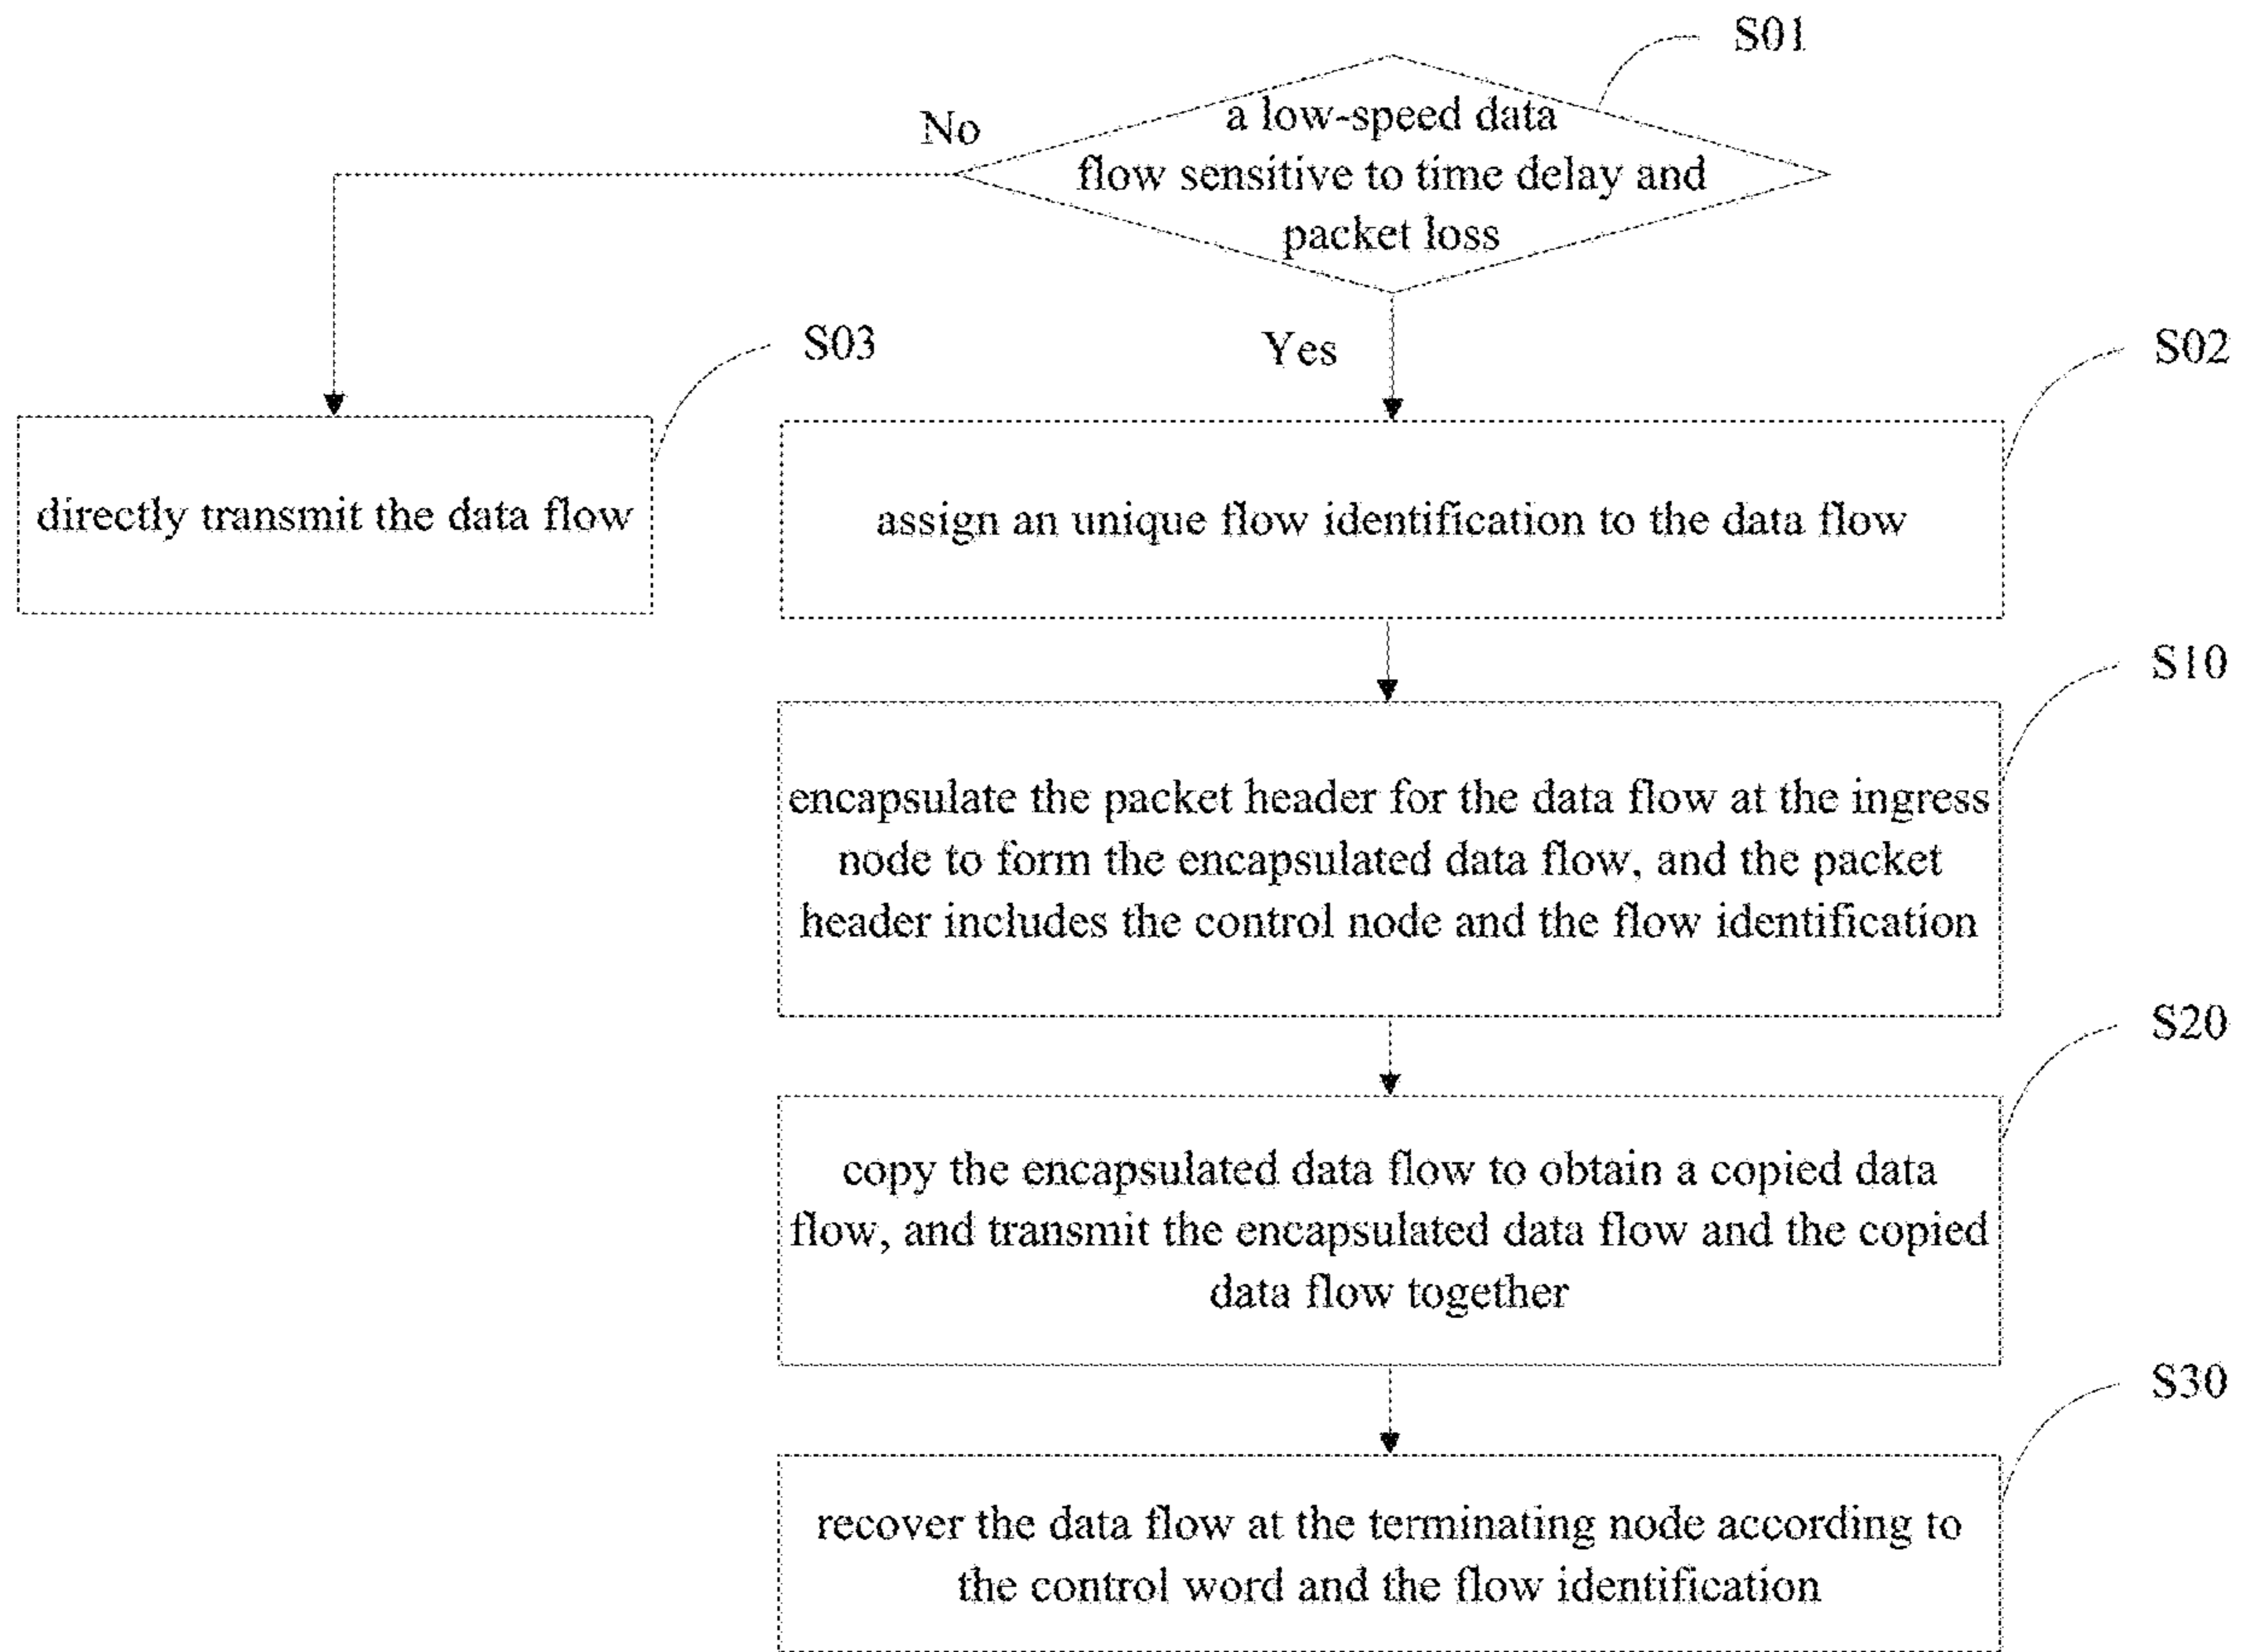 S01
a low-speed data
flow sensitive to time delay and
packet loss
No
Yes
S03
S02
directly transmit the data flow
assign an unique flow identification to the data flow
S10
encapsulate the packet header for the data flow at the ingress
node to form the encapsulated data flow, and the packet
header includes the control node and the flow identification
S20
copy the encapsulated data flow to obtain a copied data
flow, and transmit the encapsulated data flow and the copied
data flow together
S30
recover the data flow at the terminating node according to
the control word and the flow identification